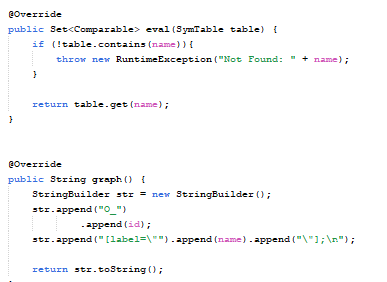 @Override
public Set<Comparable> eval(SymTable table) {
if (!table.contains(name)){
throw new RuntimeException("Not Found: " + name);
}
return table.get(name);
}
@Override
public String graph() {
StringBuilder str = new StringBuilder();
str.append("O_")
.append(id);
str.append("[label=\"").append(name).append("\"];\n");
return str.toString();